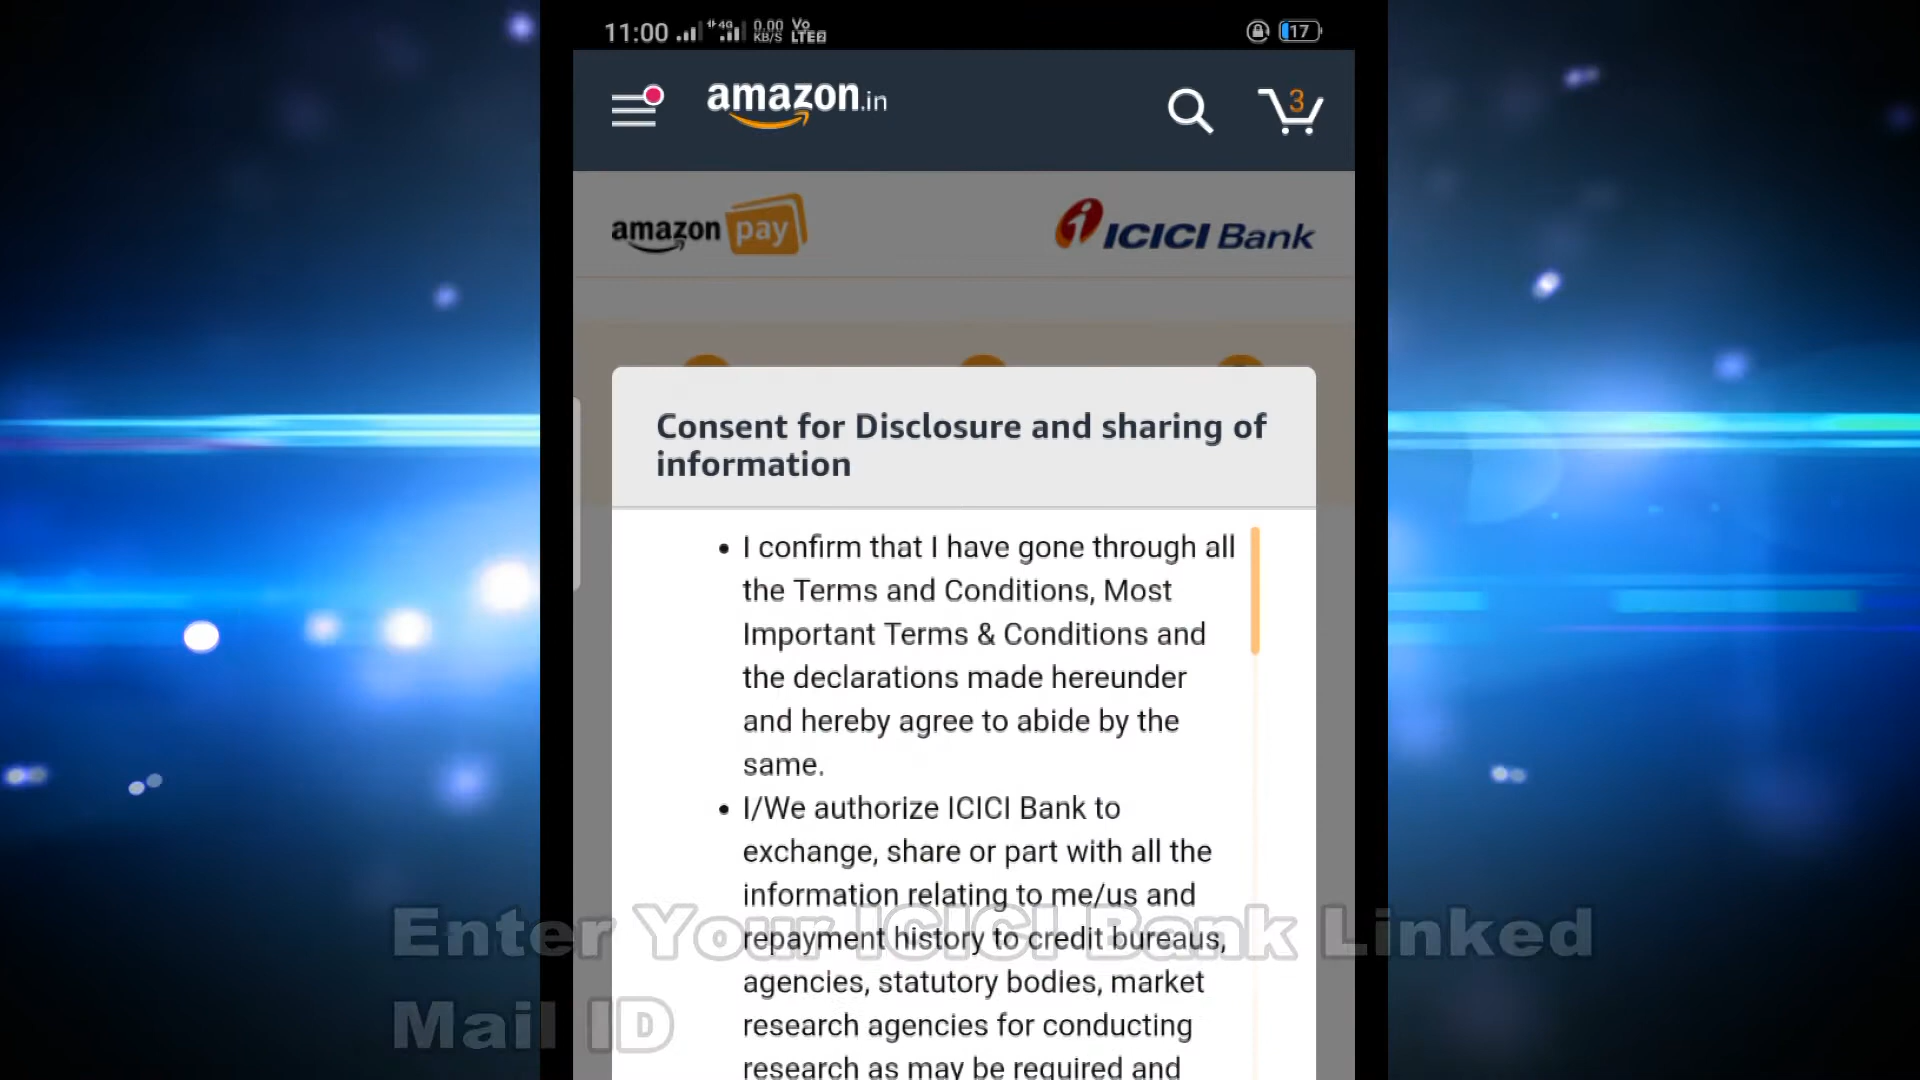 11:00 4G 0.00 KB/S Vo LTE2 17
amazon.in 3
amazon pay ICICI Bank
Consent for Disclosure and sharing of
information
• I confirm that I have gone through all
the Terms and Conditions, Most
Important Terms & Conditions and
the declarations made hereunder
and hereby agree to abide by the
same.
• I/We authorize ICICI Bank to
exchange, share or part with all the
information relating to me/us and
repayment history to credit bureaus,
agencies, statutory bodies, market
research agencies for conducting
research as may be required and
Enter Your ICICI Bank Linked
Mail ID